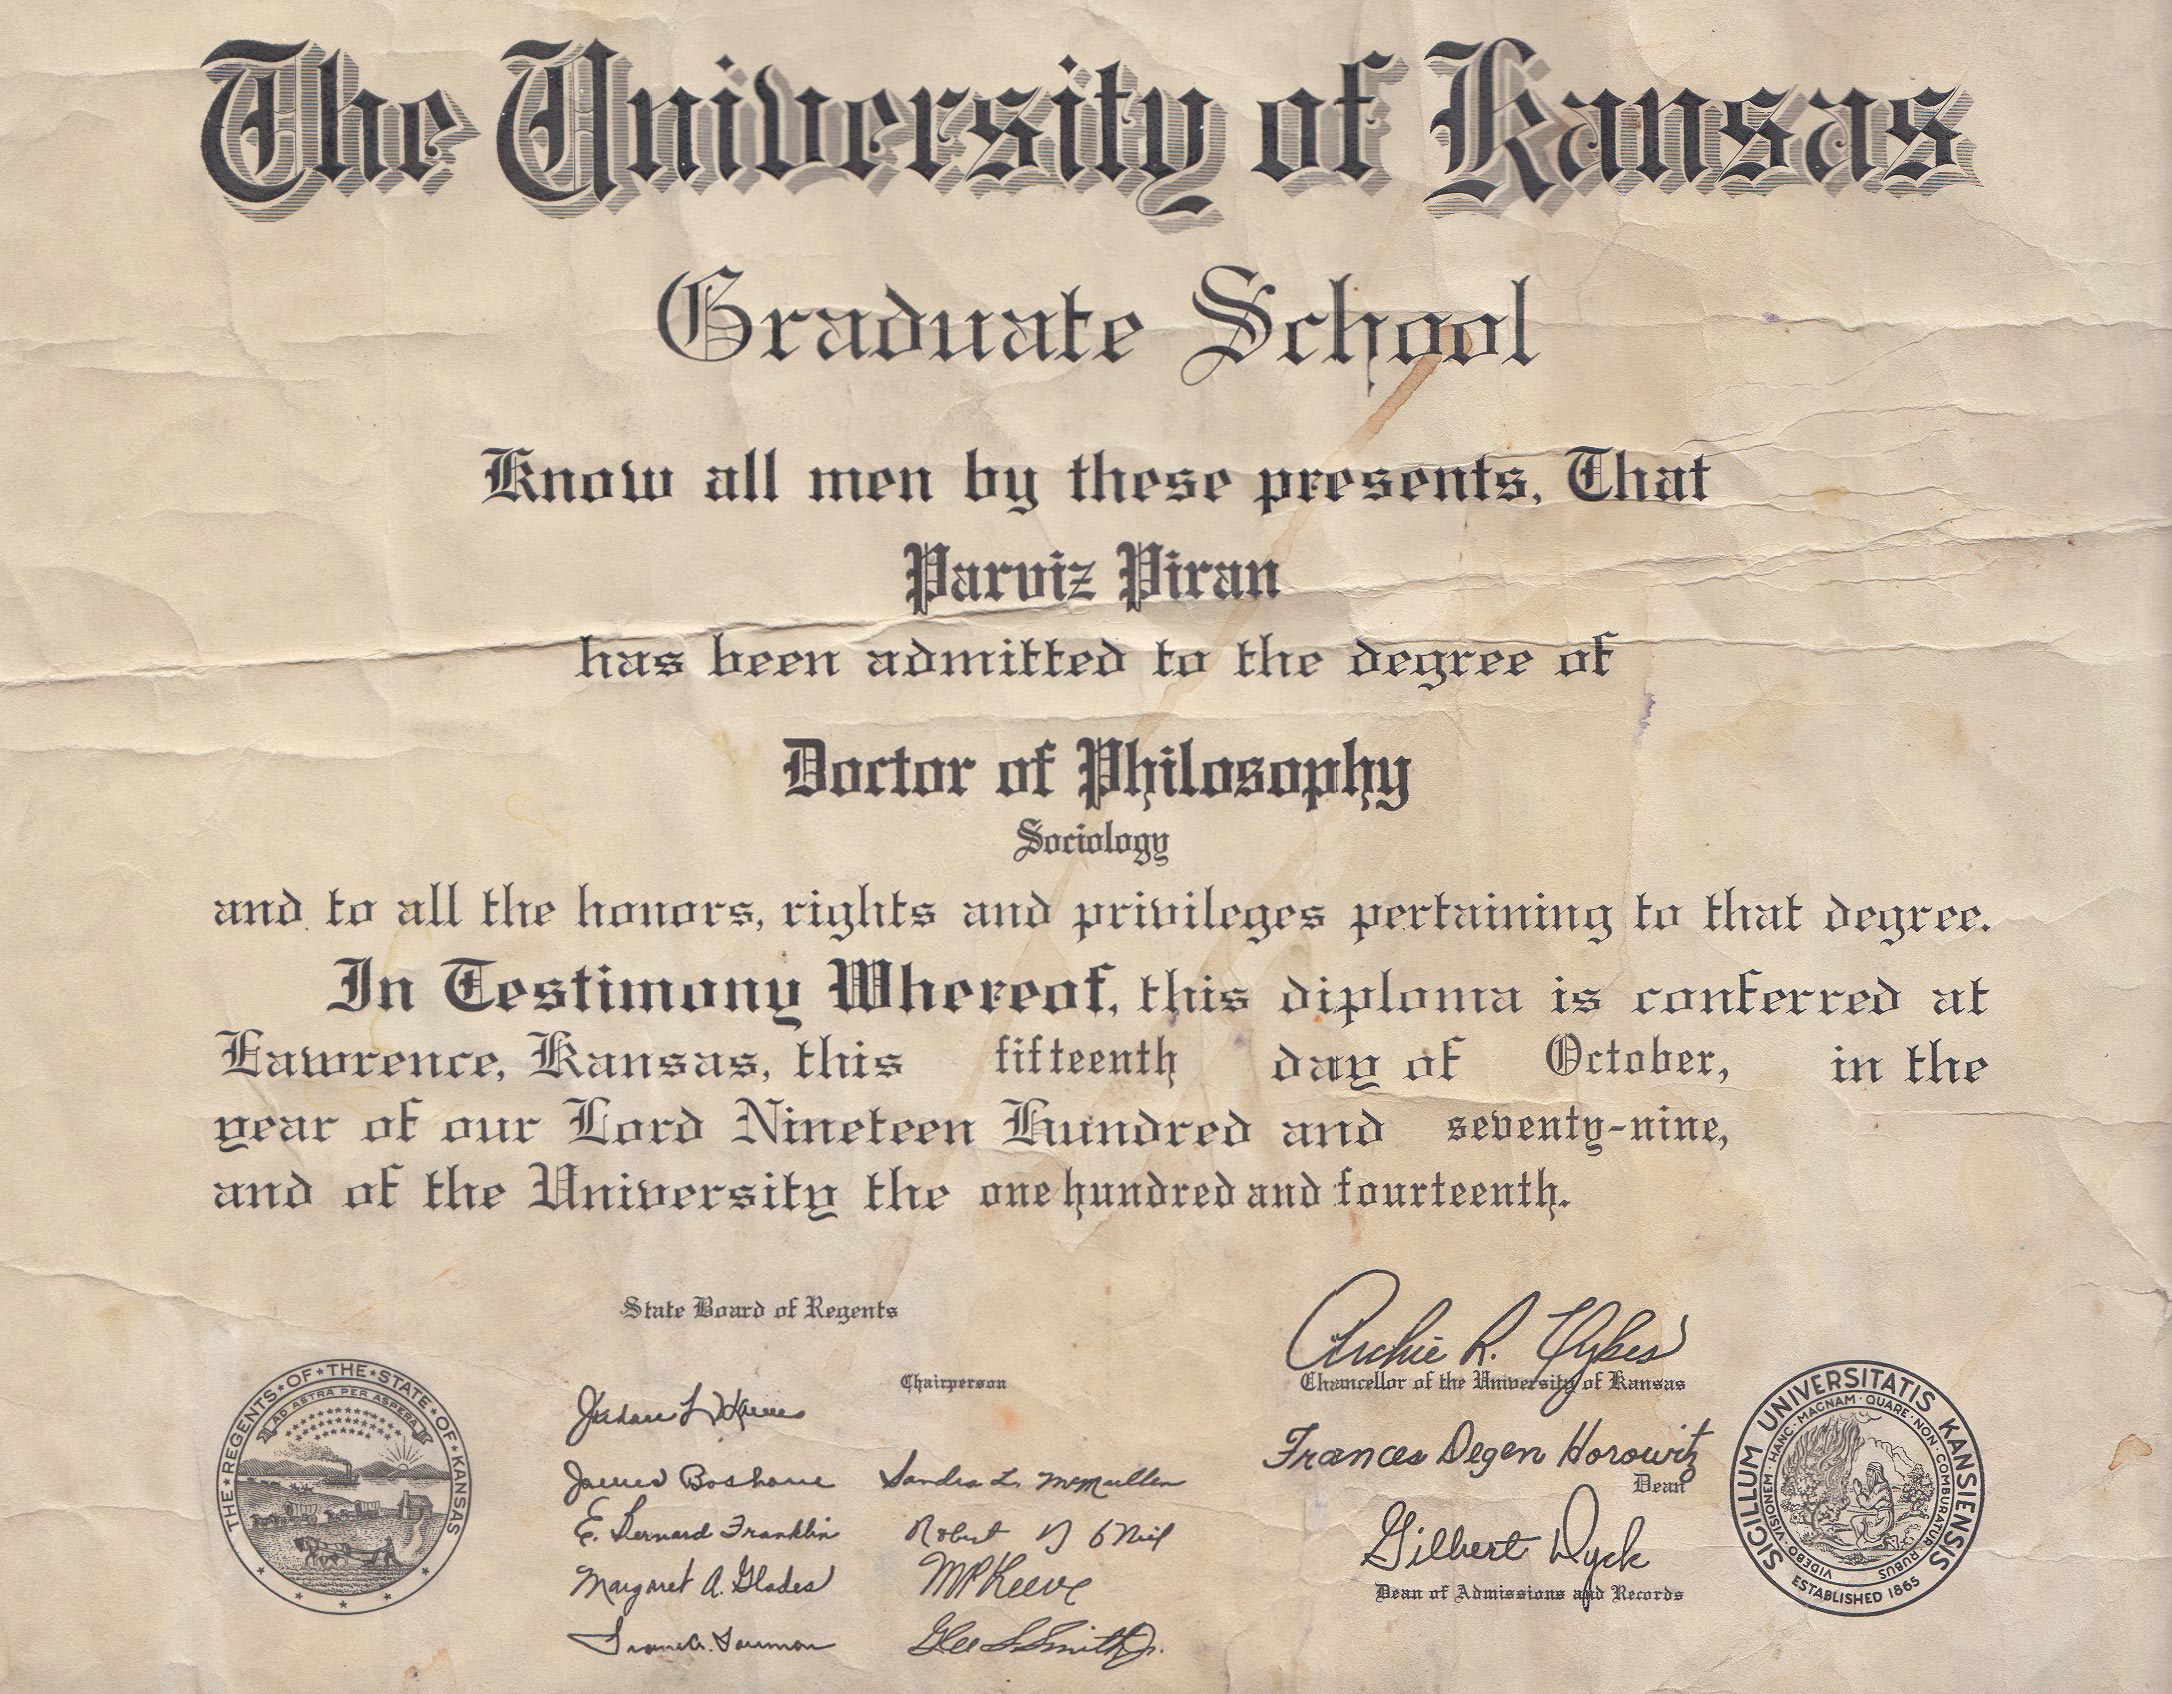 The University of Kansas
Graduate School
Know all men by these presents, That
Parviz Piran
has been admitted to the degree of
Doctor of Philosophy
Sociology
and to all the honors, rights and privileges pertaining to that degree.
In Testimony Whereof, this diploma is conferred at
Lawrence, Kansas, this fifteenth day of October, in the
year of our Lord Nineteen Hundred and seventy-nine,
and of the University the one hundred and fourteenth.
State Board of Regents
Chairperson
Sandra L. McMullen
E. Bernard Franklin
Margaret A. Glades
MP Keeve
Glee S. Smith Jr.
THE REGENTS OF THE STATE OF KANSAS
AD ASTRA PER ASPERA
Archie R. Dykes
Chancellor of the University of Kansas
Frances Degen Horowitz
Dean
Gilbert Dyck
Dean of Admissions and Records
SICILLUM UNIVERSITATIS KANSIENSIS
VIDEBO VISIONEM HANC MAGNAM QUARE NON COMBURATUR RUBUS
ESTABLISHED 1865